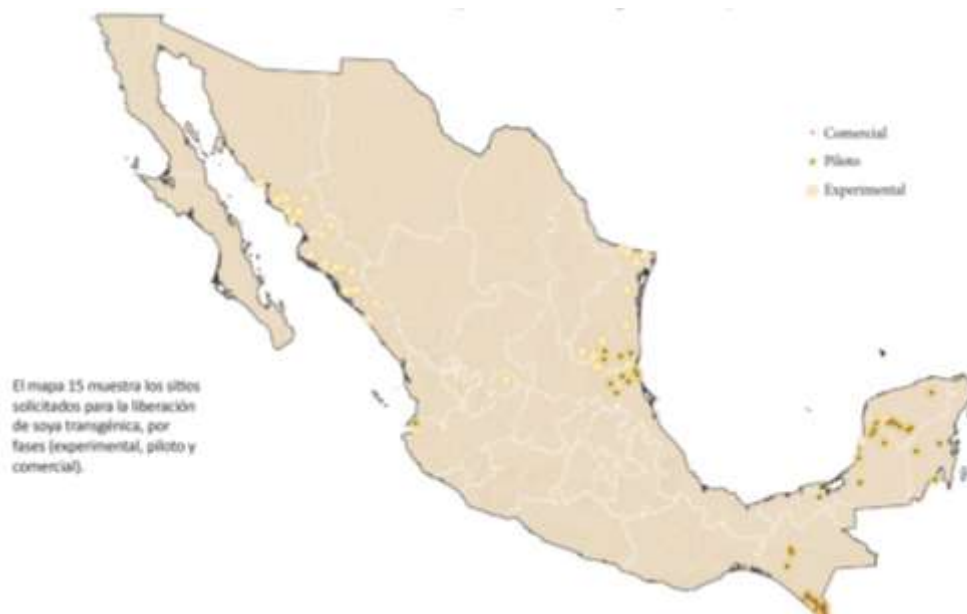 Comercial
Piloto
Experimental
El mapa 15 muestra los sitios
solicitados para la liberación
de soya transgénica, por
fases (experimental, piloto y
comercial).